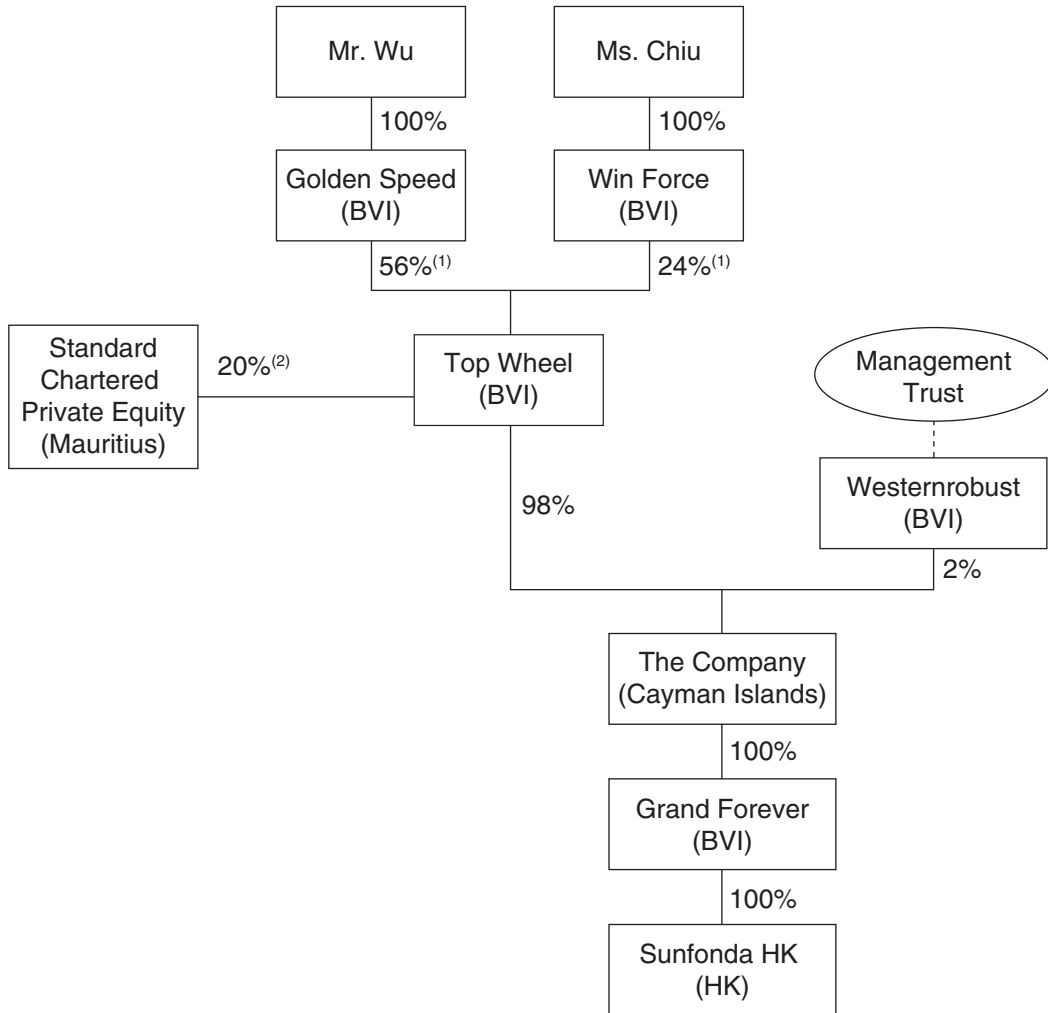 Mr. Wu
Ms. Chiu
100%
100%
Golden Speed
(BVI)
Win Force
(BVI)
56%(1)
24%(1)
Standard
Chartered
Private Equity
(Mauritius)
20%(2)
Top Wheel
(BVI)
Management
Trust
Westernrobust
(BVI)
98%
2%
The Company
(Cayman Islands)
100%
Grand Forever
(BVI)
100%
Sunfonda HK
(HK)